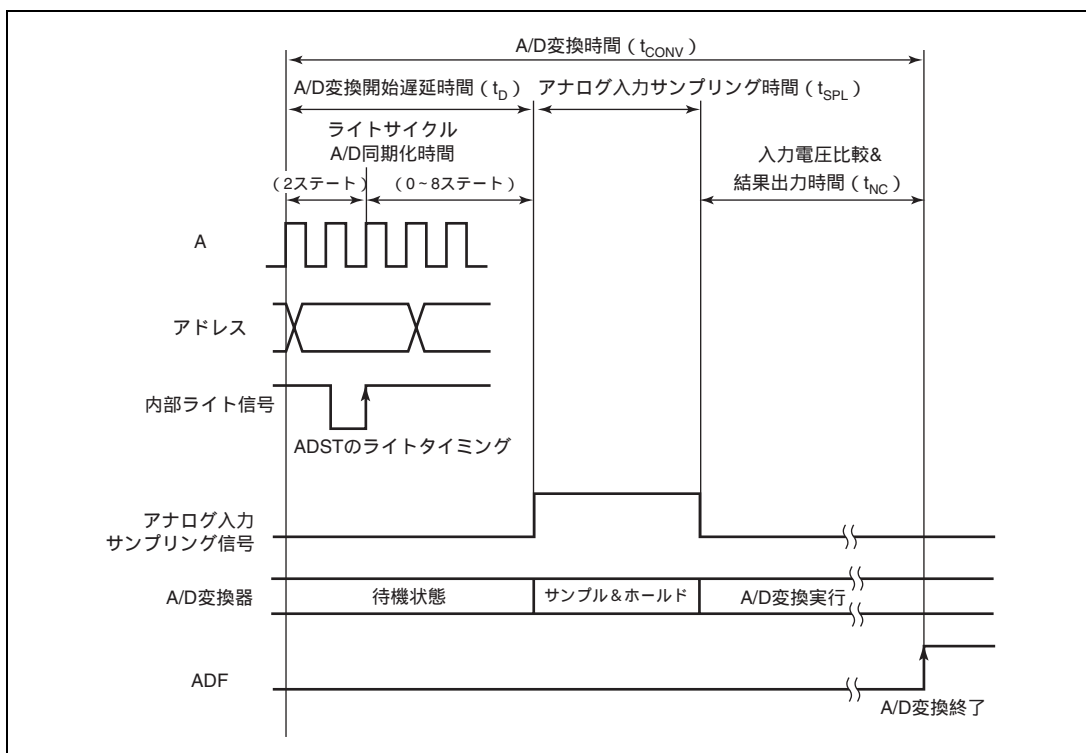 A/D変換時間（tCONV）
A/D変換開始遅延時間（tD）
アナログ入力サンプリング時間（tSPL）
ライトサイクル
A/D同期化時間
（2ステート）
（0~8ステート）
入力電圧比較&
結果出力時間（tNC）
A
アドレス
内部ライト信号
ADSTのライトタイミング
アナログ入力
サンプリング信号
A/D変換器
待機状態
サンプル＆ホールド
A/D変換実行
ADF
A/D変換終了